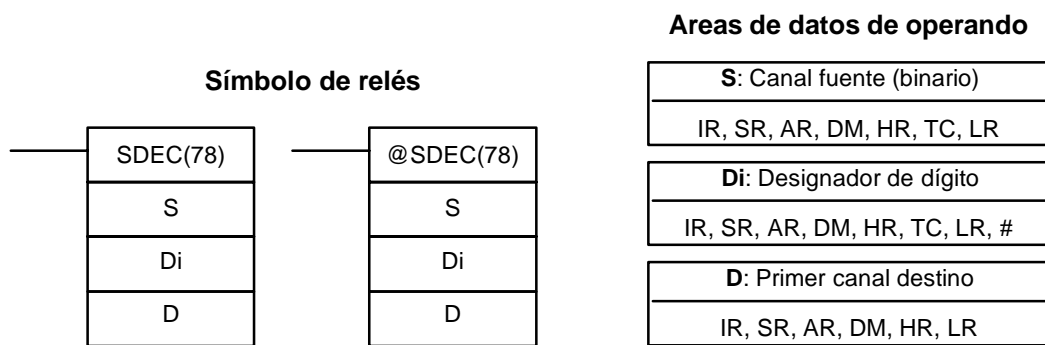 Areas de datos de operando
Símbolo de relés
SDEC(78)
S
Di
D
@SDEC(78)
S
Di
D
S: Canal fuente (binario)
IR, SR, AR, DM, HR, TC, LR
Di: Designador de dígito
IR, SR, AR, DM, HR, TC, LR, #
D: Primer canal destino
IR, SR, AR, DM, HR, LR